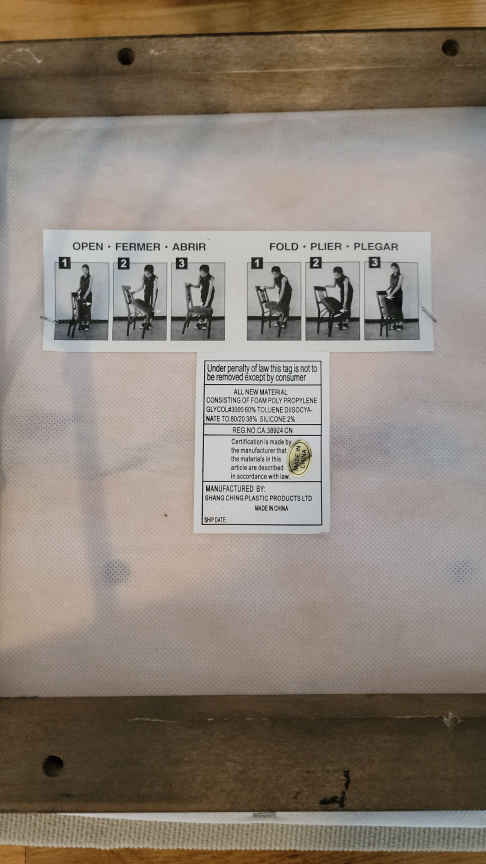 OPEN · FERMER · ABRIR
FOLD · PLIER · PLEGAR
1
2
3
1
2
3
Under penalty of law this tag is not to
be removed except by consumer
ALL NEW MATERIAL
CONSISTING OF FOAM POLY PROPYLENE
GLYCOL#3000 60% TOLUENE DIISOCYA-
NATE TO.80/20 38% SILICONE 2%
REG.NO.CA.38924 CN
Certification is made by
the manufacturer that
the materials in this
article are described
in accordance with law.
MADE IN
CHINA
MANUFACTURED BY:
SHANG CHING PLASTIC PRODUCTS LTD
MADE IN CHINA
SHIP DATE